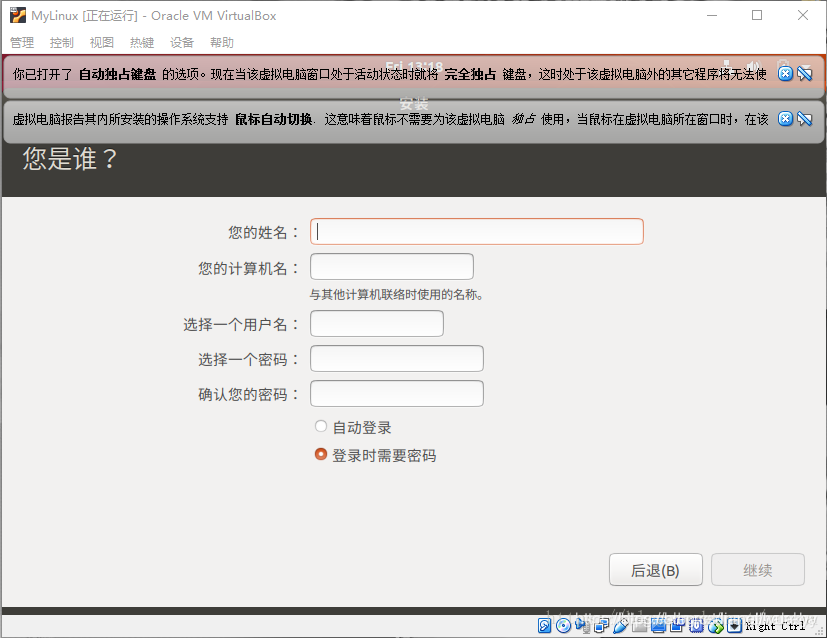 MyLinux [正在运行] - Oracle VM VirtualBox
管理 控制 视图 热键 设备 帮助
Fri 13:18
你已打开了 自动独占键盘 的选项。现在当该虚拟电脑窗口处于活动状态时就将 完全独占 键盘，这时处于该虚拟电脑外的其它程序将无法使
安装
虚拟电脑报告其内所安装的操作系统支持 鼠标自动切换. 这意味着鼠标不需要为该虚拟电脑 独占 使用，当鼠标在虚拟电脑所在窗口时，在该
您是谁？
您的姓名：
您的计算机名：
与其他计算机联络时使用的名称。
选择一个用户名：
选择一个密码：
确认您的密码：
自动登录
登录时需要密码
后退(B) 继续
Right Ctrl